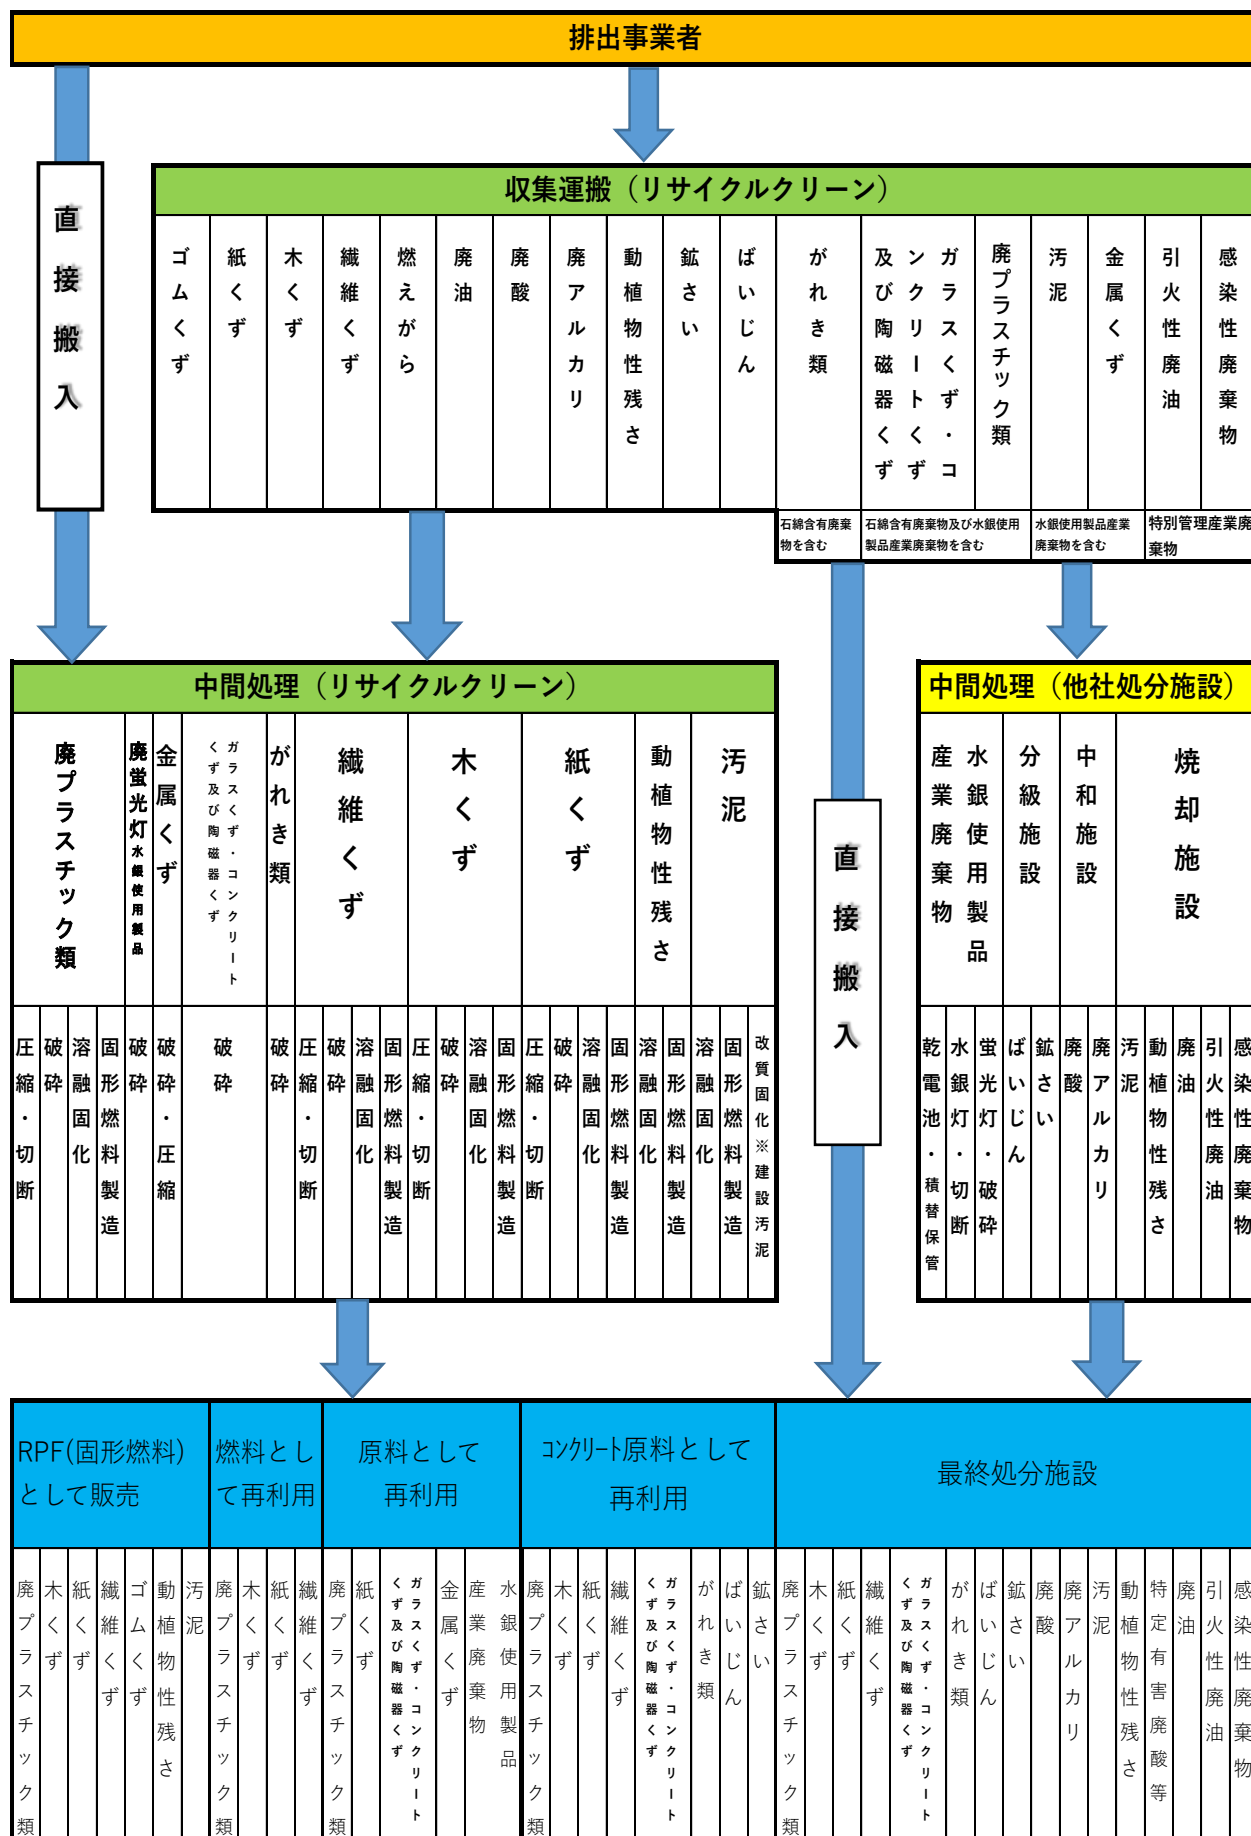 排出事業者
直接搬入
収集運搬（リサイクルクリーン）
ゴムくず
紙くず
木くず
繊維くず
燃えがら
廃油
廃酸
廃アルカリ
動植物性残さ
鉱さい
ばいじん
がれき類
ガラスくず・コ
ンクリートくず
及び陶磁器くず
廃プラスチック類
汚泥
金属くず
引火性廃油
感染性廃棄物
石綿含有廃棄
物を含む
石綿含有廃棄物及び水銀使用
製品産業廃棄物を含む
水銀使用製品産業
廃棄物を含む
特別管理産業廃
棄物
中間処理（リサイクルクリーン）
廃プラスチック類
廃蛍光灯水銀使用製品
金属くず
ガラスくず・コンクリート
くず及び陶磁器くず
がれき類
繊維くず
木くず
紙くず
動植物性残さ
汚泥
圧縮・切断
破砕
溶融固化
固形燃料製造
破砕
破砕・圧縮
破砕
破砕
圧縮・切断
破砕
溶融固化
固形燃料製造
圧縮・切断
破砕
溶融固化
固形燃料製造
圧縮・切断
破砕
溶融固化
固形燃料製造
溶融固化
固形燃料製造
溶融固化
固形燃料製造
改質固化※建設汚泥
直接搬入
中間処理（他社処分施設）
水銀使用製品
産業廃棄物
分級施設
中和施設
焼却施設
乾電池・積替保管
水銀灯・切断
蛍光灯・破砕
ばいじん
鉱さい
廃酸
廃アルカリ
汚泥
動植物性残さ
廃油
引火性廃油
感染性廃棄物
RPF(固形燃料)
として販売
廃プラスチック類
木くず
紙くず
繊維くず
ゴムくず
動植物性残さ
汚泥
燃料とし
て再利用
廃プラスチック類
木くず
紙くず
繊維くず
原料として
再利用
廃プラスチック類
紙くず
ガラスくず・コンクリート
くず及び陶磁器くず
金属くず
水銀使用製品
産業廃棄物
ｺﾝｸﾘｰﾄ原料として
再利用
廃プラスチック類
木くず
紙くず
繊維くず
ガラスくず・コンクリート
くず及び陶磁器くず
がれき類
ばいじん
鉱さい
最終処分施設
廃プラスチック類
木くず
紙くず
繊維くず
ガラスくず・コンクリート
くず及び陶磁器くず
がれき類
ばいじん
鉱さい
廃酸
廃アルカリ
汚泥
動植物性残さ
特定有害廃酸等
廃油
引火性廃油
感染性廃棄物